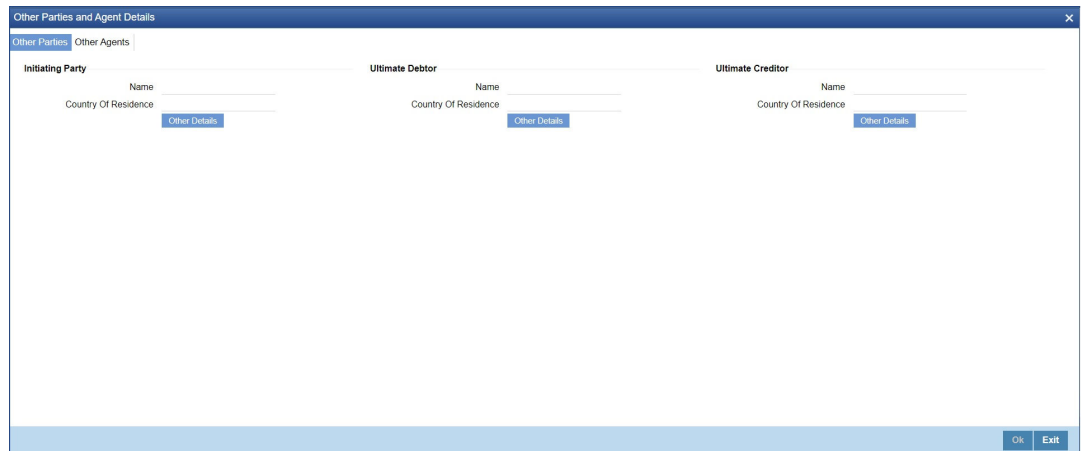 Other Parties and Agent Details
Other Parties Other Agents
Initiating Party Ultimate Debtor Ultimate Creditor
Name Name Name
Country Of Residence Country Of Residence Country Of Residence
Other Details Other Details Other Details
Ok Exit